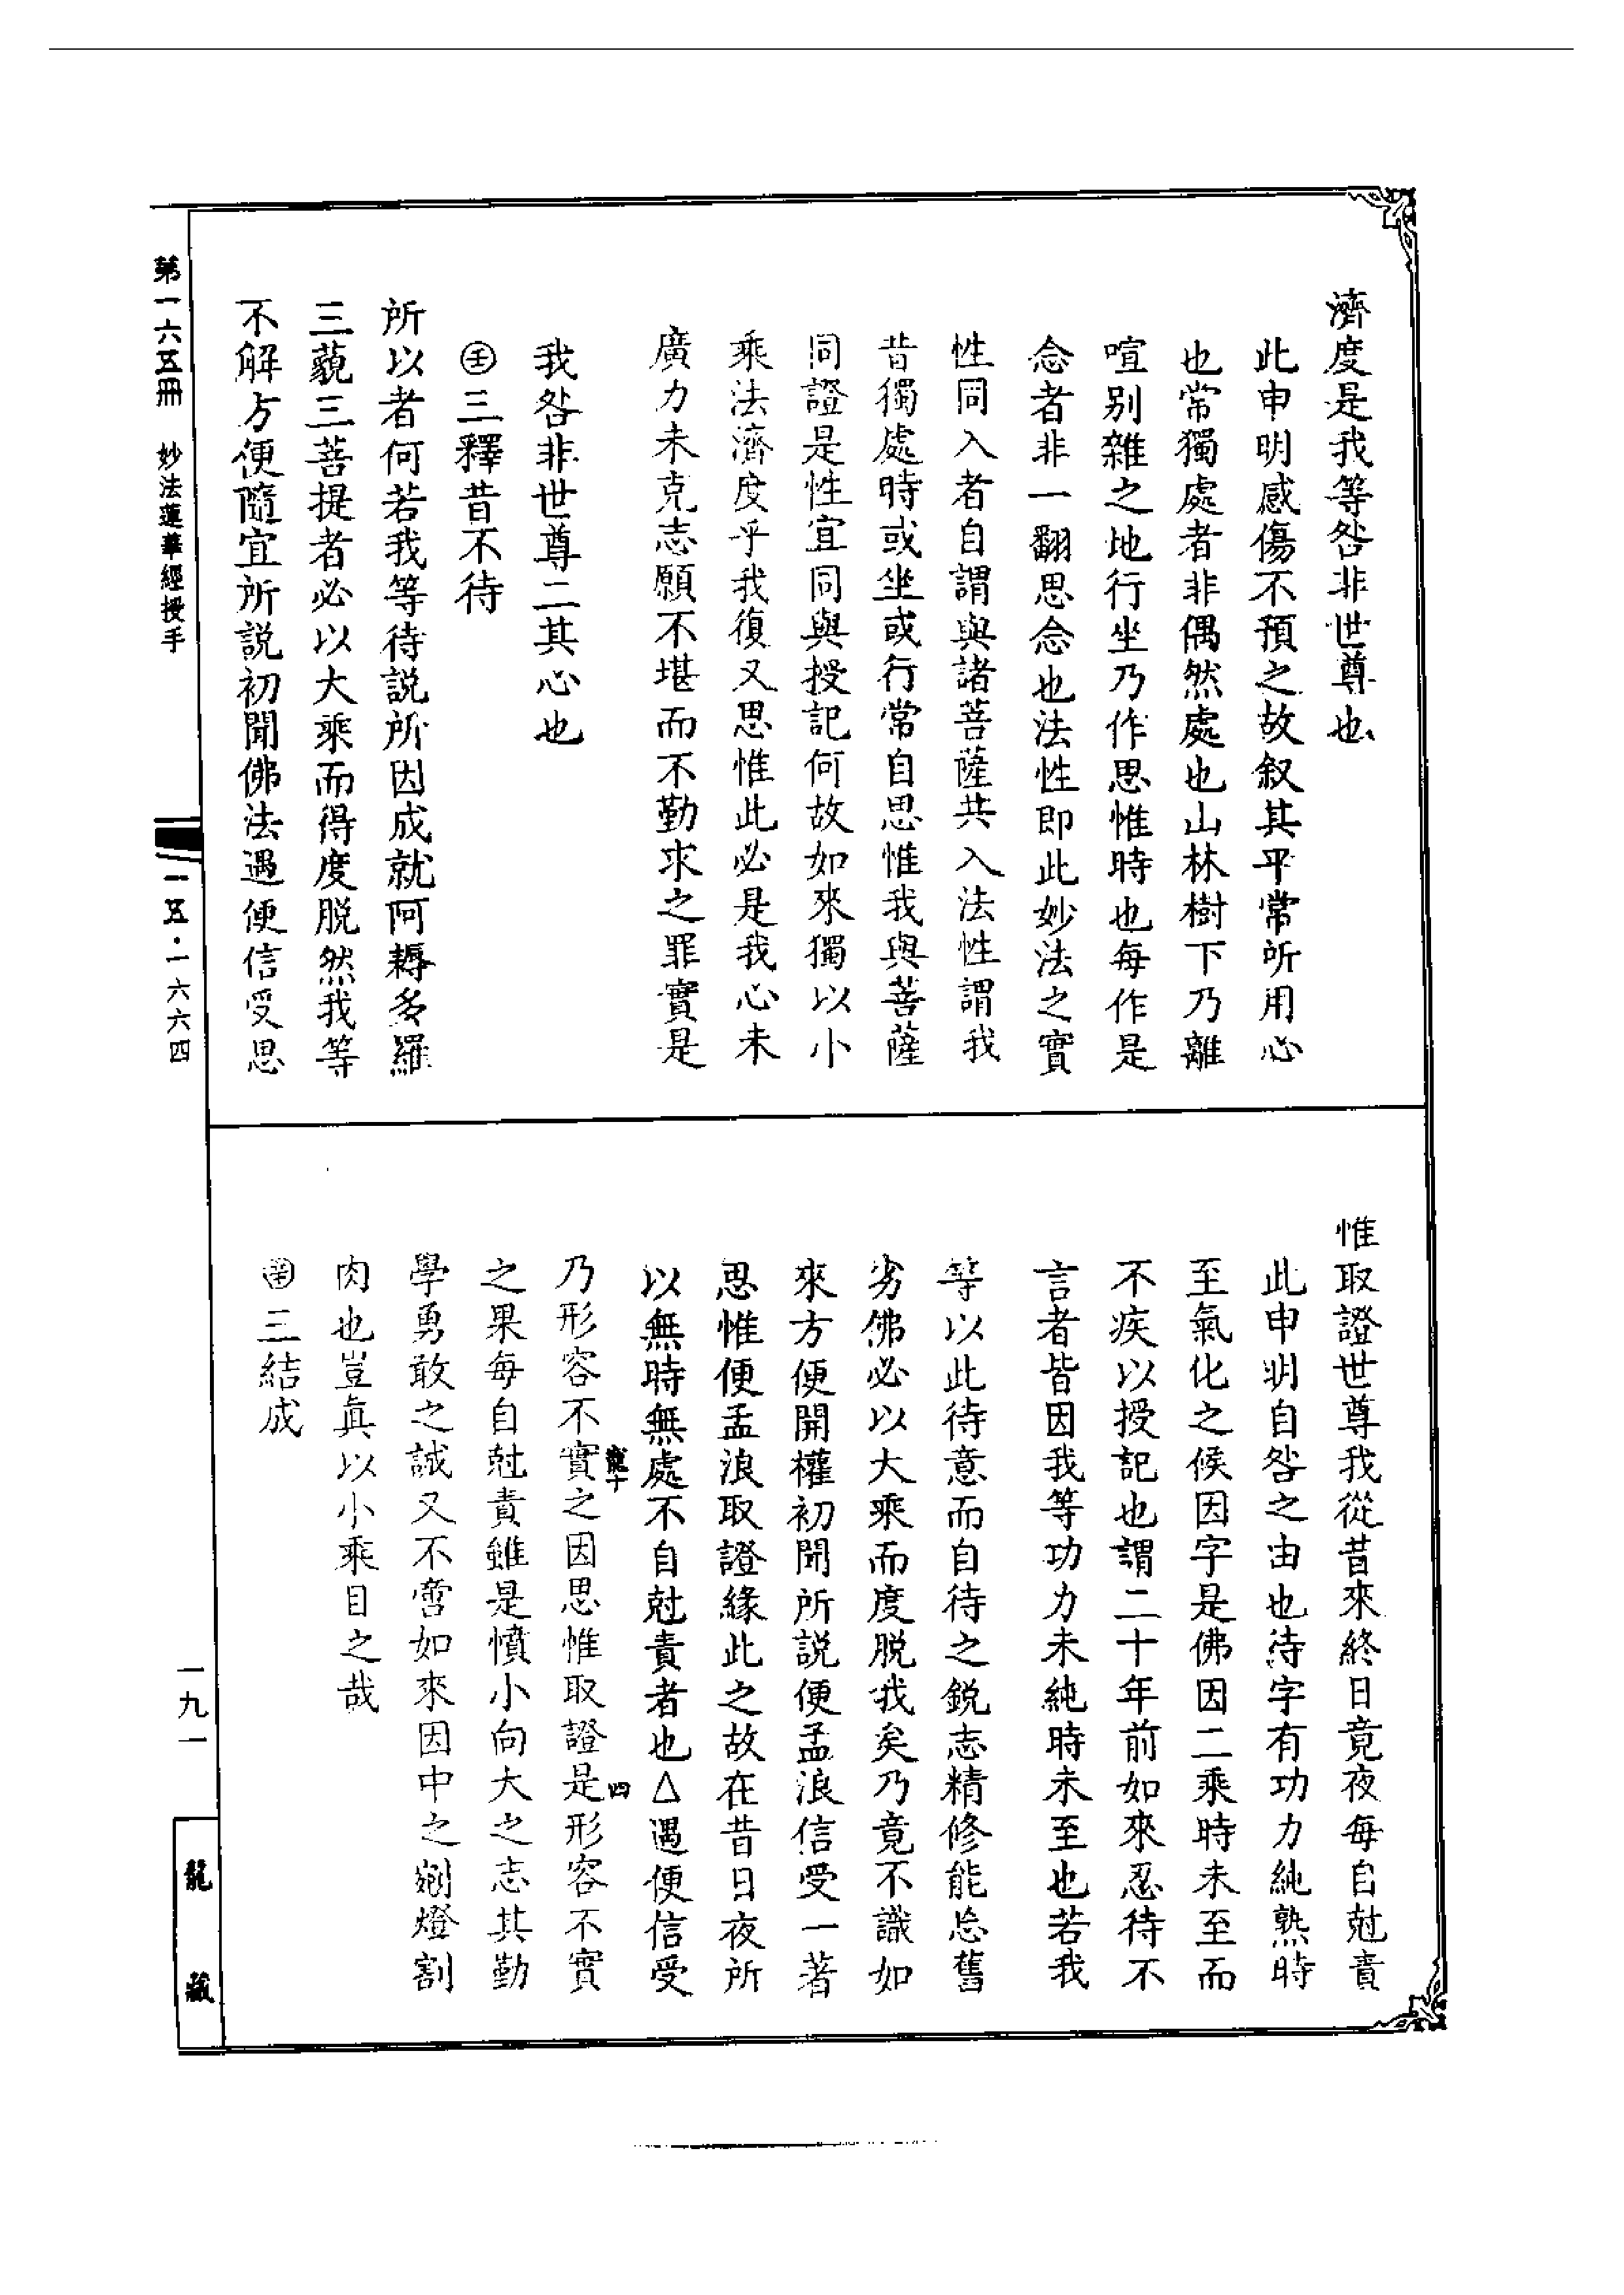 濟度是我等咎非世尊也
此申明感傷不預之故叙其平常所用心
也常獨處者非偶然處也山林樹下乃離
喧別雜之地行坐乃作思惟時也每作是
念者非一翻思念也法性即此妙法之實
性同入者自謂與諸菩薩共入法性謂我
昔獨處時或坐或行常自思惟我與菩薩
同證是性宜同與授記何故如來獨以小
乘法濟度乎我復又思惟此必是我心未
廣力未克志願不堪而不勤求之罪實是
我咎非世尊二其心也
三釋昔不待
所以者何若我等待説所因成就阿耨多羅
三藐三菩提者必以大乘而得度脱然我等
不解方便隨宜所説初聞佛法遇便信受思
惟取證世尊我從昔來終日竟夜每自尅責
此申明自咎之由也待字有功力純熟時
至氣化之候因字是佛因二乘時未至而
不疾以授記也謂二十年前如來忍待不
言者皆因我等功力未純時未至也若我
等以此待意而自待之鋭志精修能忘舊
劣佛必以大乘而度脱我矣乃竟不識如
來方便開權初聞所説便孟浪信受一著
思惟便孟浪取證緣此之故在昔日夜所
以無時無處不自尅責者也△遇便信受
乃形容不實之因思惟取證是形容不實
之果每自尅責雖是憤小向大之志其勤
學勇敢之誠又不啻如來因中之剜燈割
肉也豈真以小乘目之哉
三結成
第一六五冊 妙法蓮華經授手
一五·一六六四
一九一
龍藏
四